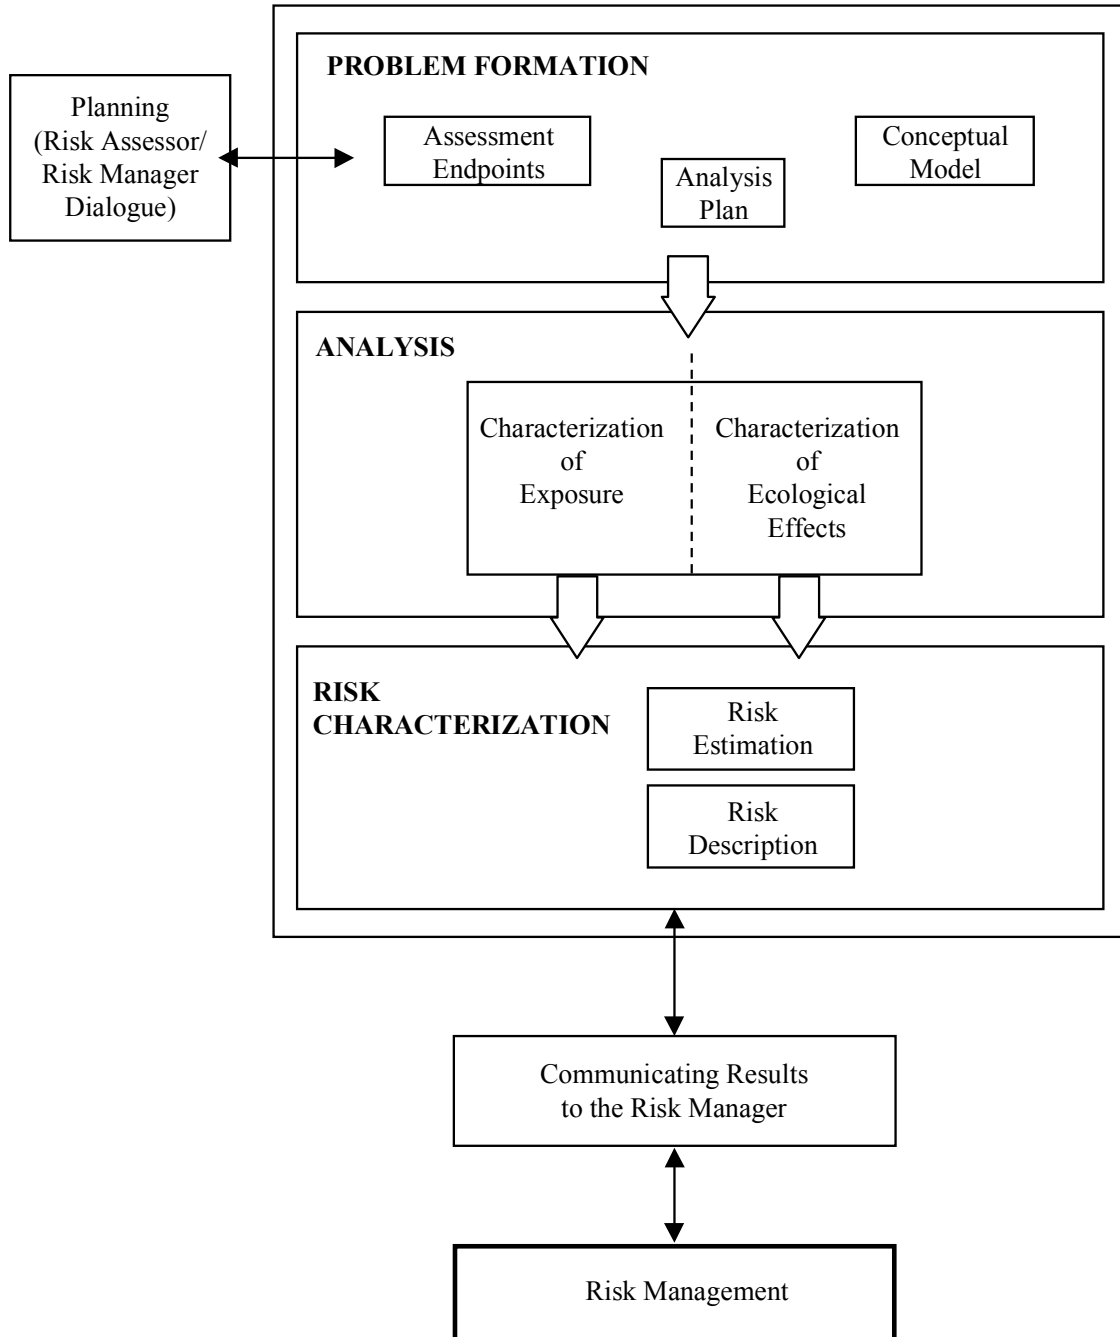 PROBLEM FORMATION
Planning
(Risk Assessor/
Risk Manager
Dialogue)
Assessment
Endpoints
Analysis
Plan
Conceptual
Model
ANALYSIS
Characterization
of
Exposure
Characterization
of
Ecological
Effects
RISK
CHARACTERIZATION
Risk
Estimation
Risk
Description
Communicating Results
to the Risk Manager
Risk Management